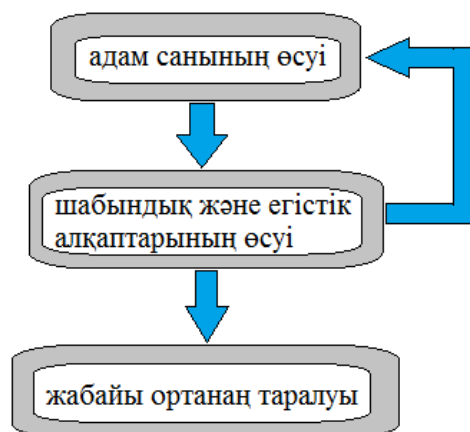 адам санының өсуі
шабындық және егістік
алқаптарының өсуі
жабайы ортанаң таралуы